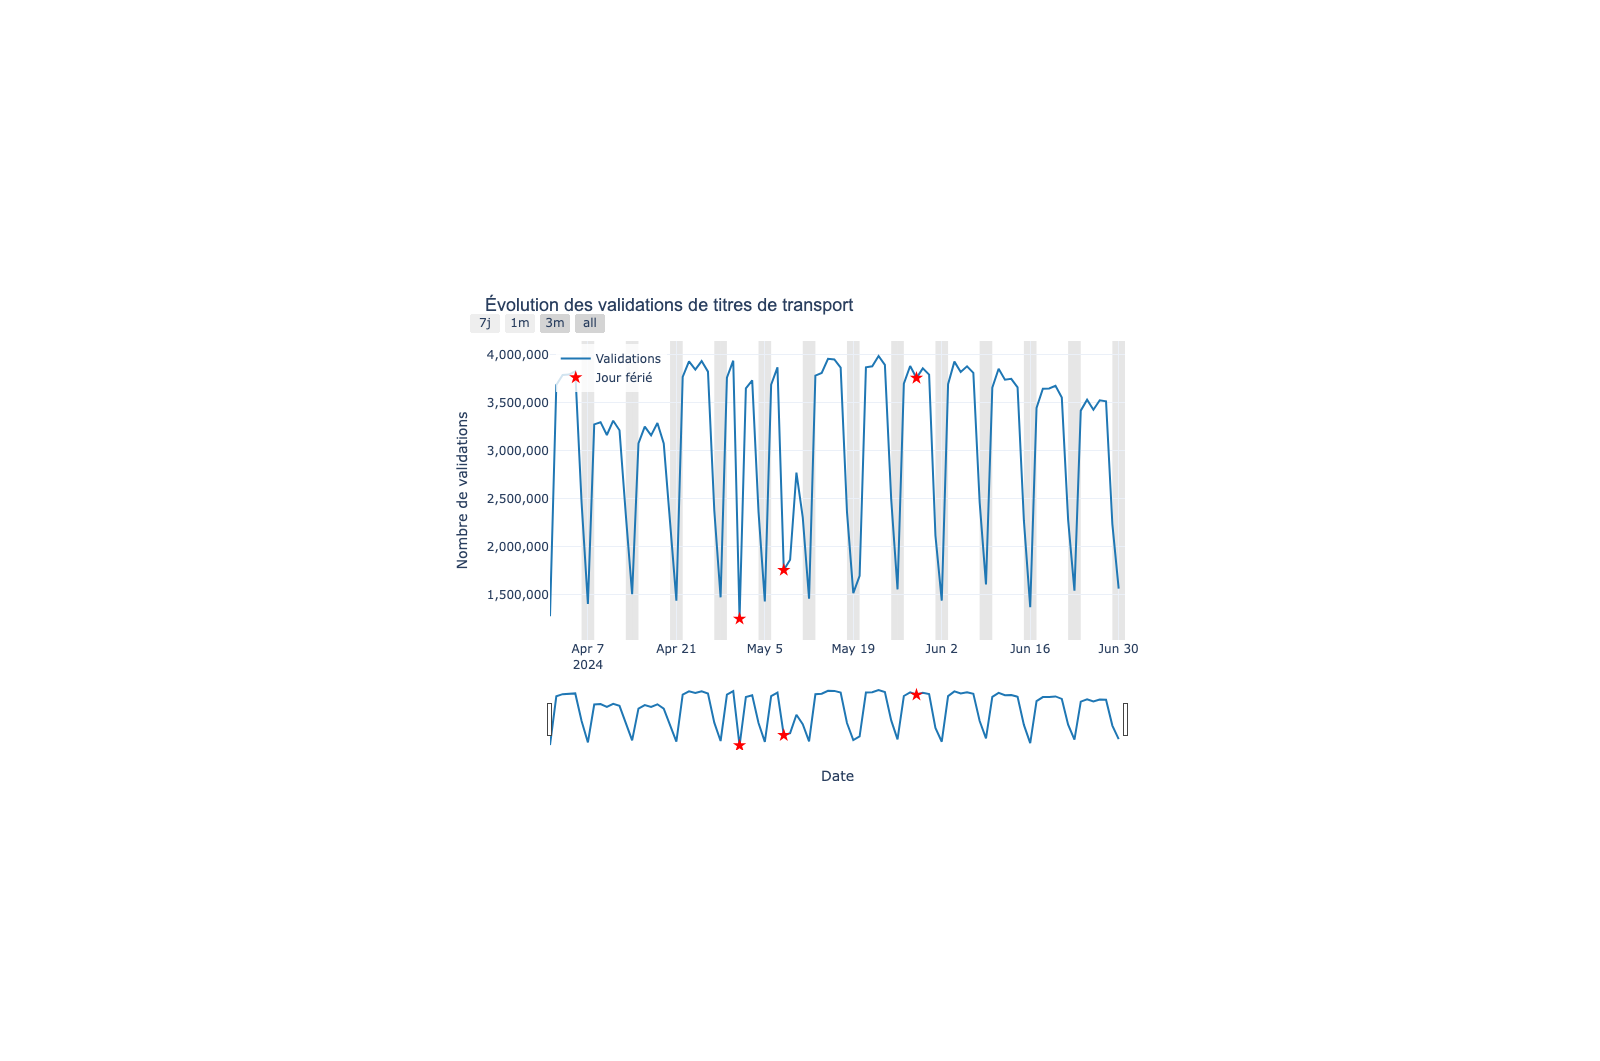 Évolution des validations de titres de transport
7j 1m 3m all
Validations
Jour férié
Nombre de validations
4,000,000
3,500,000
3,000,000
2,500,000
2,000,000
1,500,000
Apr 7 Apr 21 May 5 May 19 Jun 2 Jun 16 Jun 30
2024
Date